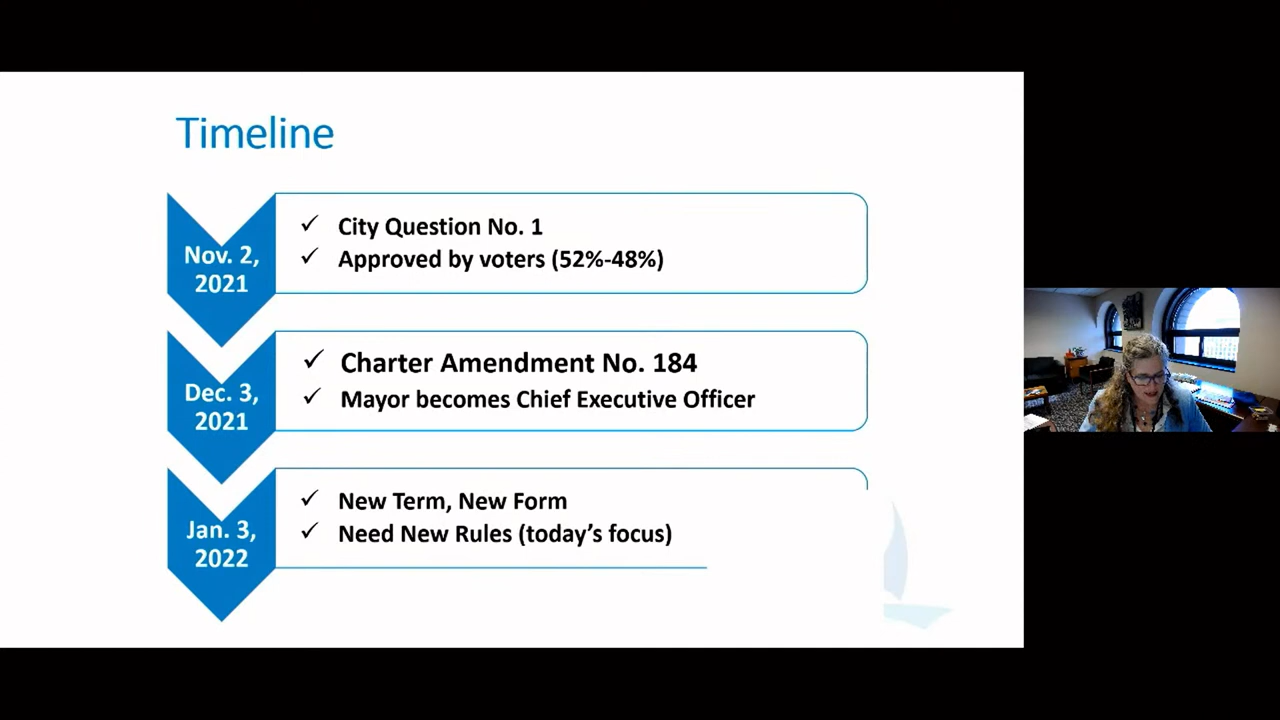 Timeline
Nov. 2,
2021
✓ City Question No. 1
✓ Approved by voters (52%-48%)
Dec. 3,
2021
✓ Charter Amendment No. 184
✓ Mayor becomes Chief Executive Officer
Jan. 3,
2022
✓ New Term, New Form
✓ Need New Rules (today's focus)